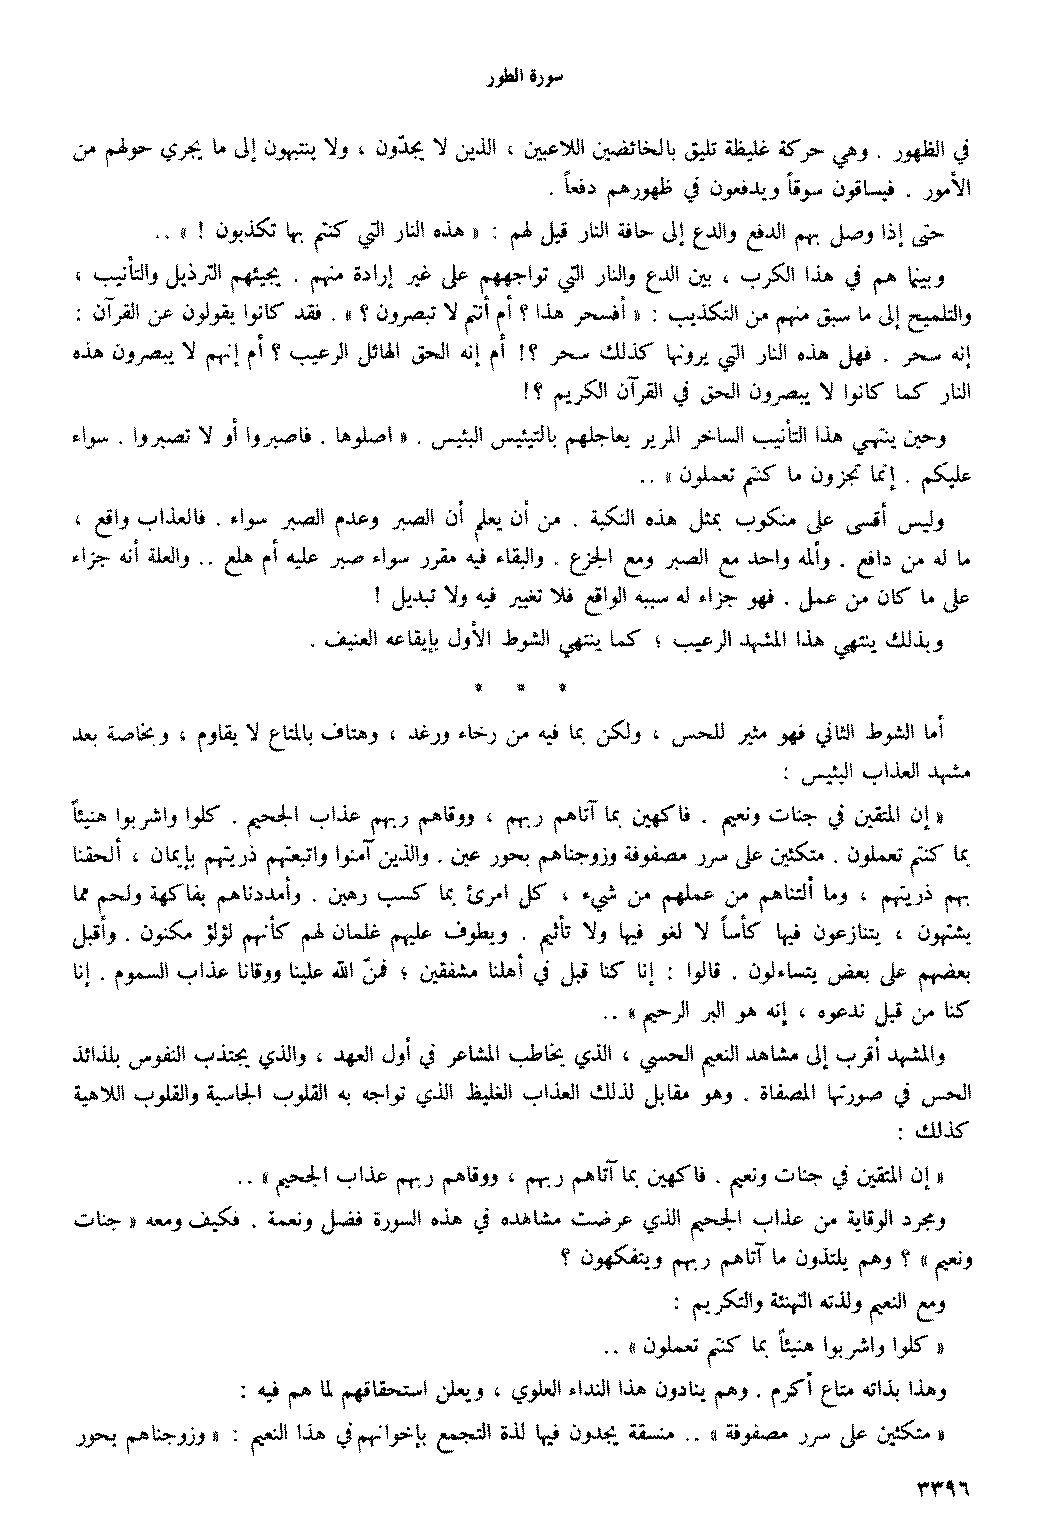 سورة الطور
في الظهور . وهي حركة غليظة تليق بالخائضين اللاعبين ، الذين لا يجدّون ، ولا ينتبهون إلى ما يجري حولهم من
الأمور . فيساقون سوقاً ويدفعون في ظهورهم دفعاً .
حتى إذا وصل بهم الدفع والدع إلى حافة النار قيل لهم : « هذه النار التي كنتم بها تكذبون ! » ..
وبينما هم في هذا الكرب ، بين الدع والنار التي تواجههم على غير إرادة منهم . يجيئهم الترذيل والتأنيب ،
والتلميح إلى ما سبق منهم من التكذيب : « أفسحر هذا ؟ أم أنتم لا تبصرون ؟ » . فقد كانوا يقولون عن القرآن :
إنه سحر . فهل هذه النار التي يرونها كذلك سحر ؟! أم إنه الحق الهائل الرعيب ؟ أم إنهم لا يبصرون هذه
النار كما كانوا لا يبصرون الحق في القرآن الكريم ؟!
وحين ينتهي هذا التأنيب الساخر المرير يعاجلهم بالتيئيس البئيس . « اصلوها . فاصبروا أو لا تصبروا . سواء
عليكم . إنما تجزون ما كنتم تعملون » ..
وليس أقسى على منكوب بمثل هذه النكبة . من أن يعلم أن الصبر وعدم الصبر سواء . فالعذاب واقع ،
ما له من دافع . وألمه واحد مع الصبر ومع الجزع . والبقاء فيه مقرر سواء صبر عليه أم هلع .. والعلة أنه جزاء
على ما كان من عمل . فهو جزاء له سببه الواقع فلا تغيير فيه ولا تبديل !
وبذلك ينتهي هذا المشهد الرعيب ؛ كما ينتهي الشوط الأول بإيقاعه العنيف .
* * *
أما الشوط الثاني فهو مثير للحس ، ولكن بما فيه من رخاء ورغد ، وهتاف بالمتاع لا يقاوم ، وبخاصة بعد
مشهد العذاب البئيس :
« إن المتقين في جنات ونعيم . فاكهين بما آتاهم ربهم ، ووقاهم ربهم عذاب الجحيم . كلوا واشربوا هنيئاً
بما كنتم تعملون . متكئين على سرر مصفوفة وزوجناهم بحور عين . والذين آمنوا واتبعتهم ذريتهم بإيمان ، ألحقنا
بهم ذريتهم ، وما ألتناهم من عملهم من شيء ، كل امرئ بما كسب رهين . وأمددناهم بفاكهة ولحم مما
يشتهون ، يتنازعون فيها كأساً لا لغو فيها ولا تأثيم . ويطوف عليهم غلمان لهم كأنهم لؤلؤ مكنون . وأقبل
بعضهم على بعض يتساءلون . قالوا : إنا كنا قبل في أهلنا مشفقين ؛ فمنّ الله علينا ووقانا عذاب السموم . إنا
كنا من قبل ندعوه ، إنه هو البر الرحيم » ..
والمشهد أقرب إلى مشاهد النعيم الحسي ، الذي يخاطب المشاعر في أول العهد ، والذي يجتذب النفوس بلذائذ
الحس في صورتها المصفاة . وهو مقابل لذلك العذاب الغليظ الذي تواجه به القلوب الجاسية والقلوب اللاهية
كذلك :
« إن المتقين في جنات ونعيم . فاكهين بما آتاهم ربهم ، ووقاهم ربهم عذاب الجحيم » ..
ومجرد الوقاية من عذاب الجحيم الذي عرضت مشاهده في هذه السورة فضل ونعمة . فكيف ومعه « جنات
ونعيم » ؟ وهم يلتذون ما آتاهم ربهم ويتفكهون ؟
ومع النعيم ولذته التهنئة والتكريم :
« كلوا واشربوا هنيئاً بما كنتم تعملون » ..
وهذا بذاته متاع أكرم . وهم ينادون هذا النداء العلوي ، ويعلن استحقاقهم لما هم فيه :
« متكئين على سرر مصفوفة » .. منسقة يجدون فيها لذة التجمع بإخوانهم في هذا النعيم : « وزوجناهم بحور
٣٣٩٦